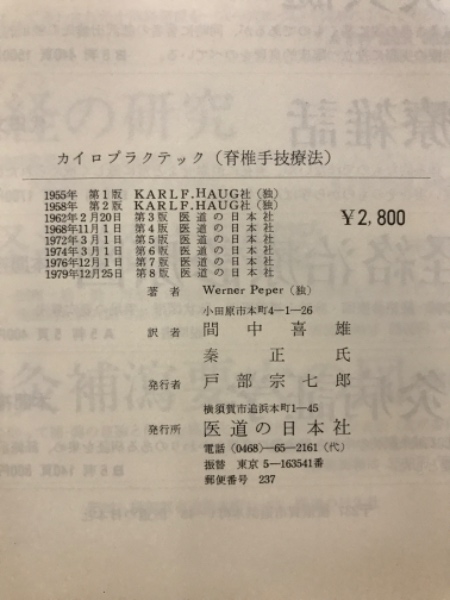 カイロプラクテック（脊椎手技療法）
1955年 第1版 KARLF.HAUG社（独）
1958年 第2版 KARLF.HAUG社（独）
1962年2月20日 第3版 医道の日本社
1968年11月1日 第4版 医道の日本社
1972年3月1日 第5版 医道の日本社
1974年3月1日 第6版 医道の日本社
1976年12月1日 第7版 医道の日本社
1979年12月25日 第8版 医道の日本社
￥2,800
著者 Werner Peper（独）
小田原市本町4—1—26
訳者 間中喜雄
秦正氏
発行者 戸部宗七郎
横須賀市追浜本町1—45
発行所 医道の日本社
電話（0468）—65—2161（代）
振替 東京5—163541番
郵便番号 237